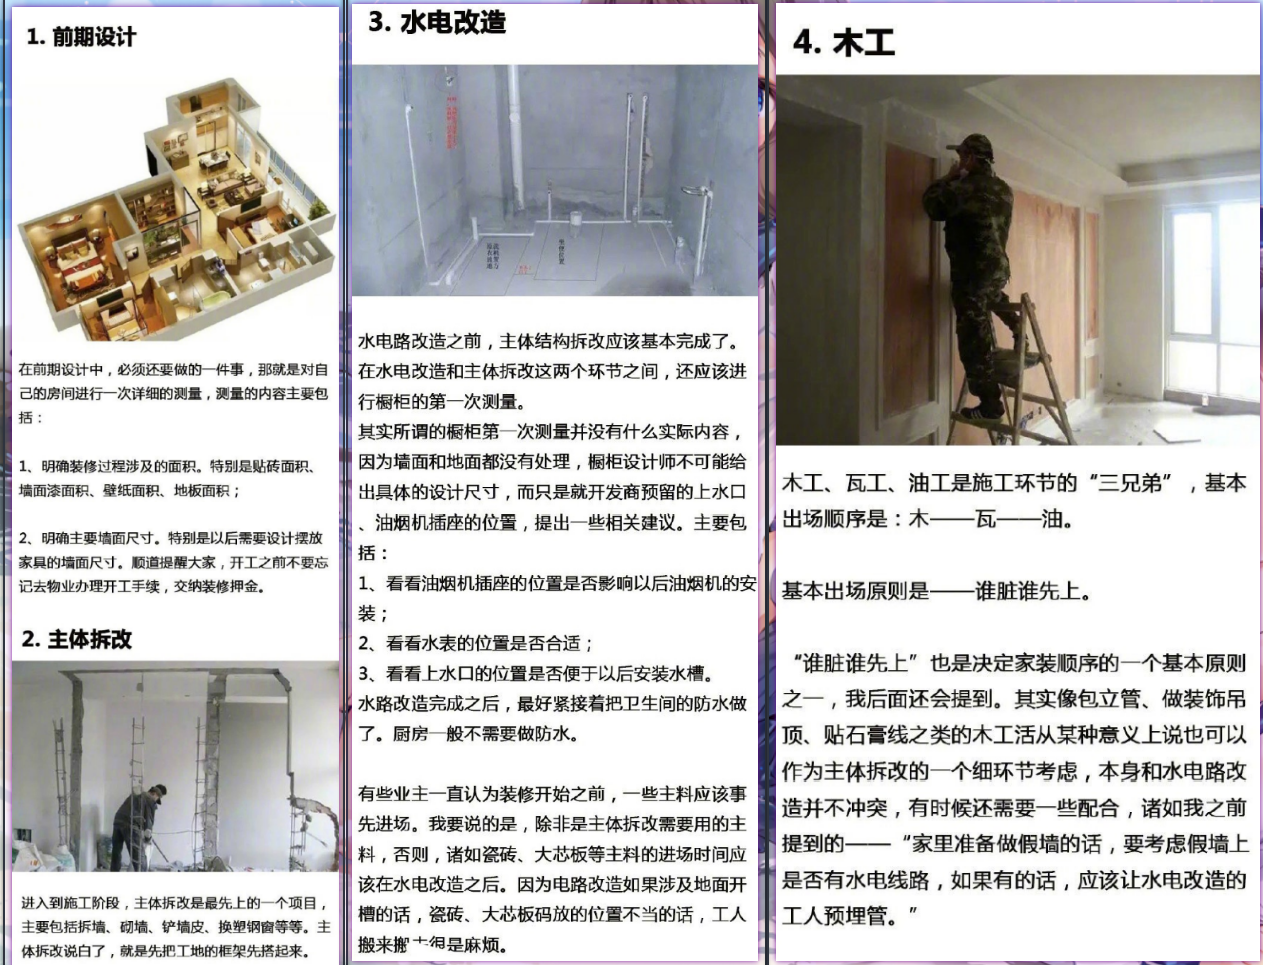 1. 前期设计
在前期设计中，必须还要做的一件事，那就是对自
己的房间进行一次详细的测量，测量的内容主要包
括：
1、明确装修过程涉及的面积。特别是贴砖面积、
墙面漆面积、壁纸面积、地板面积；
2、明确主要墙面尺寸。特别是以后需要设计摆放
家具的墙面尺寸。顺道提醒大家，开工之前不要忘
记去物业办理开工手续，交纳装修押金。
2. 主体拆改
进入到施工阶段，主体拆改是最先上的一个项目，
主要包括拆墙、砌墙、铲墙皮、换塑钢窗等等。主
体拆改说白了，就是先把工地的框架先搭起来。
3. 水电改造
水电路改造之前，主体结构拆改应该基本完成了。
在水电改造和主体拆改这两个环节之间，还应该进
行橱柜的第一次测量。
其实所谓的橱柜第一次测量并没有什么实际内容，
因为墙面和地面都没有处理，橱柜设计师不可能给
出具体的设计尺寸，而只是就开发商预留的上水口
、油烟机插座的位置，提出一些相关建议。主要包
括：
1、看看油烟机插座的位置是否影响以后油烟机的安
装；
2、看看水表的位置是否合适；
3、看看上水口的位置是否便于以后安装水槽。
水路改造完成之后，最好紧接着把卫生间的防水做
了。厨房一般不需要做防水。
有些业主一直认为装修开始之前，一些主料应该事
先进场。我要说的是，除非是主体拆改需要用的主
料，否则，诸如瓷砖、大芯板等主料的进场时间应
该在水电改造之后。因为电路改造如果涉及地面开
槽的话，瓷砖、大芯板码放的位置不当的话，工人
搬来搬去很是麻烦。
4. 木工
木工、瓦工、油工是施工环节的“三兄弟”，基本
出场顺序是：木——瓦——油。
基本出场原则是——谁脏谁先上。
“谁脏谁先上”也是决定家装顺序的一个基本原则
之一，我后面还会提到。其实像包立管、做装饰吊
顶、贴石膏线之类的木工活从某种意义上说也可以
作为主体拆改的一个细环节考虑，本身和水电路改
造并不冲突，有时候还需要一些配合，诸如我之前
提到的——“家里准备做假墙的话，要考虑假墙上
是否有水电线路，如果有的话，应该让水电改造的
工人预埋管。”